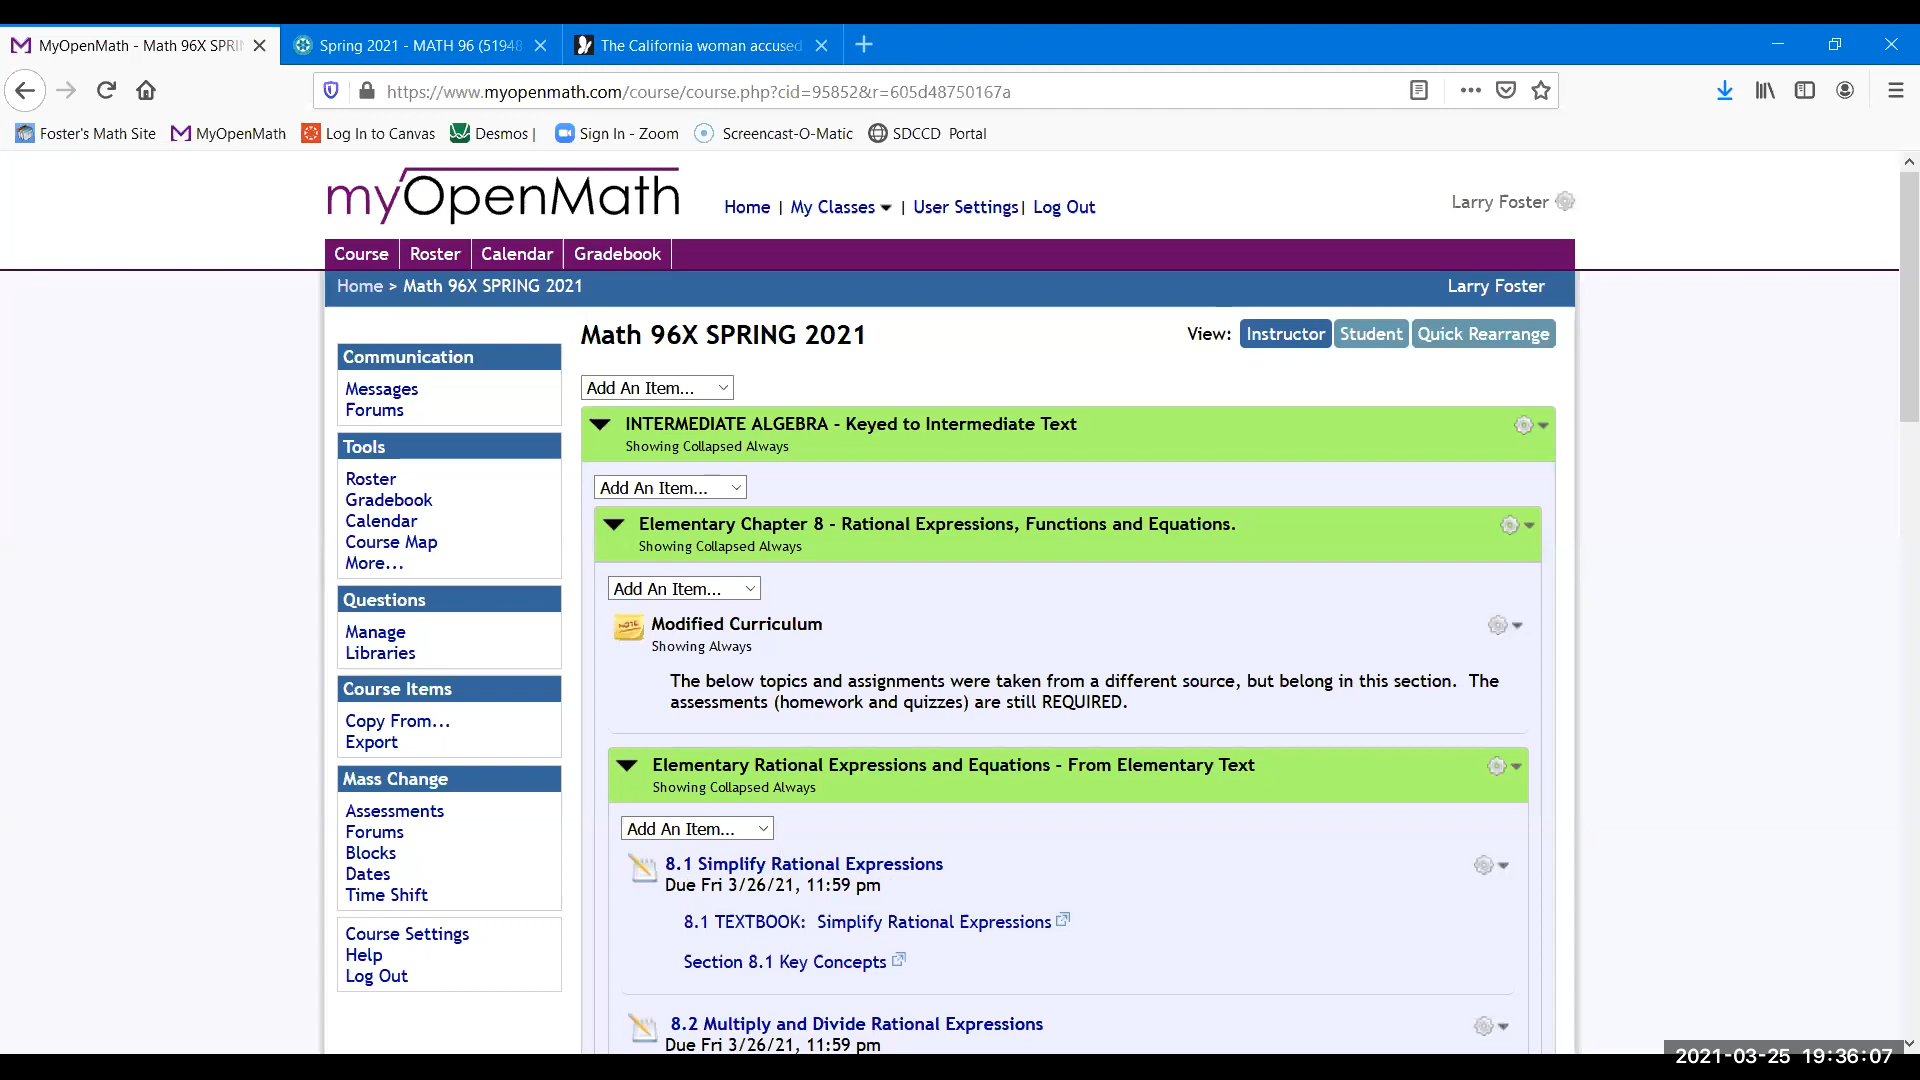 MyOpenMath - Math 96X SPRI
Spring 2021 - MATH 96 (51948
The California woman accused
https://www.myopenmath.com/course/course.php?cid=95852&r=605d48750167a
Foster's Math Site
MyOpenMath
Log In to Canvas
Desmos |
Sign In - Zoom
Screencast-O-Matic
SDCCD Portal
myOpenMath
Home | My Classes | User Settings | Log Out
Larry Foster
Course
Roster
Calendar
Gradebook
Home > Math 96X SPRING 2021
Larry Foster
Communication
Messages
Forums
Tools
Roster
Gradebook
Calendar
Course Map
More...
Questions
Manage
Libraries
Course Items
Copy From...
Export
Mass Change
Assessments
Forums
Blocks
Dates
Time Shift
Course Settings
Help
Log Out
Math 96X SPRING 2021
View: Instructor Student Quick Rearrange
Add An Item...
INTERMEDIATE ALGEBRA - Keyed to Intermediate Text
Showing Collapsed Always
Add An Item...
Elementary Chapter 8 - Rational Expressions, Functions and Equations.
Showing Collapsed Always
Add An Item...
NOTE
Modified Curriculum
Showing Always
The below topics and assignments were taken from a different source, but belong in this section. The
assessments (homework and quizzes) are still REQUIRED.
Elementary Rational Expressions and Equations - From Elementary Text
Showing Collapsed Always
Add An Item...
8.1 Simplify Rational Expressions
Due Fri 3/26/21, 11:59 pm
8.1 TEXTBOOK: Simplify Rational Expressions
Section 8.1 Key Concepts
8.2 Multiply and Divide Rational Expressions
Due Fri 3/26/21, 11:59 pm
2021-03-25 19:36:07